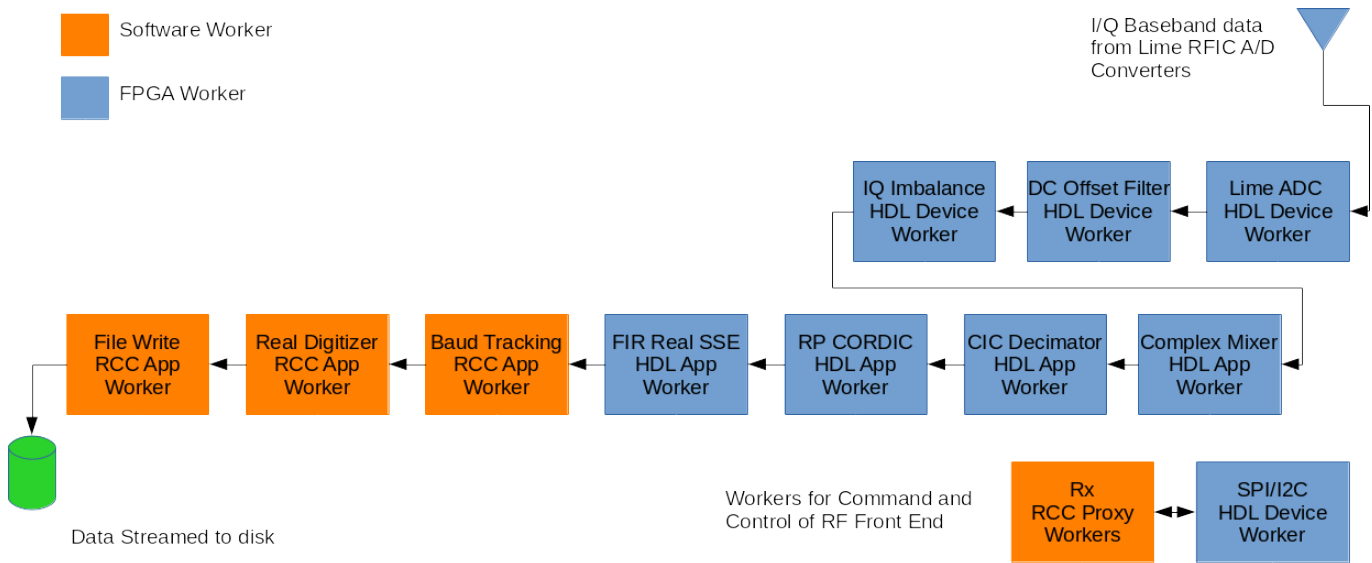 Software Worker
FPGA Worker
I/Q Baseband data
from Lime RFIC A/D
Converters
IQ Imbalance
HDL Device
Worker
DC Offset Filter
HDL Device
Worker
Lime ADC
HDL Device
Worker
File Write
RCC App
Worker
Real Digitizer
RCC App
Worker
Baud Tracking
RCC App
Worker
FIR Real SSE
HDL App
Worker
RP CORDIC
HDL App
Worker
CIC Decimator
HDL App
Worker
Complex Mixer
HDL App
Worker
Data Streamed to disk
Workers for Command and
Control of RF Front End
Rx
RCC Proxy
Workers
SPI/I2C
HDL Device
Worker